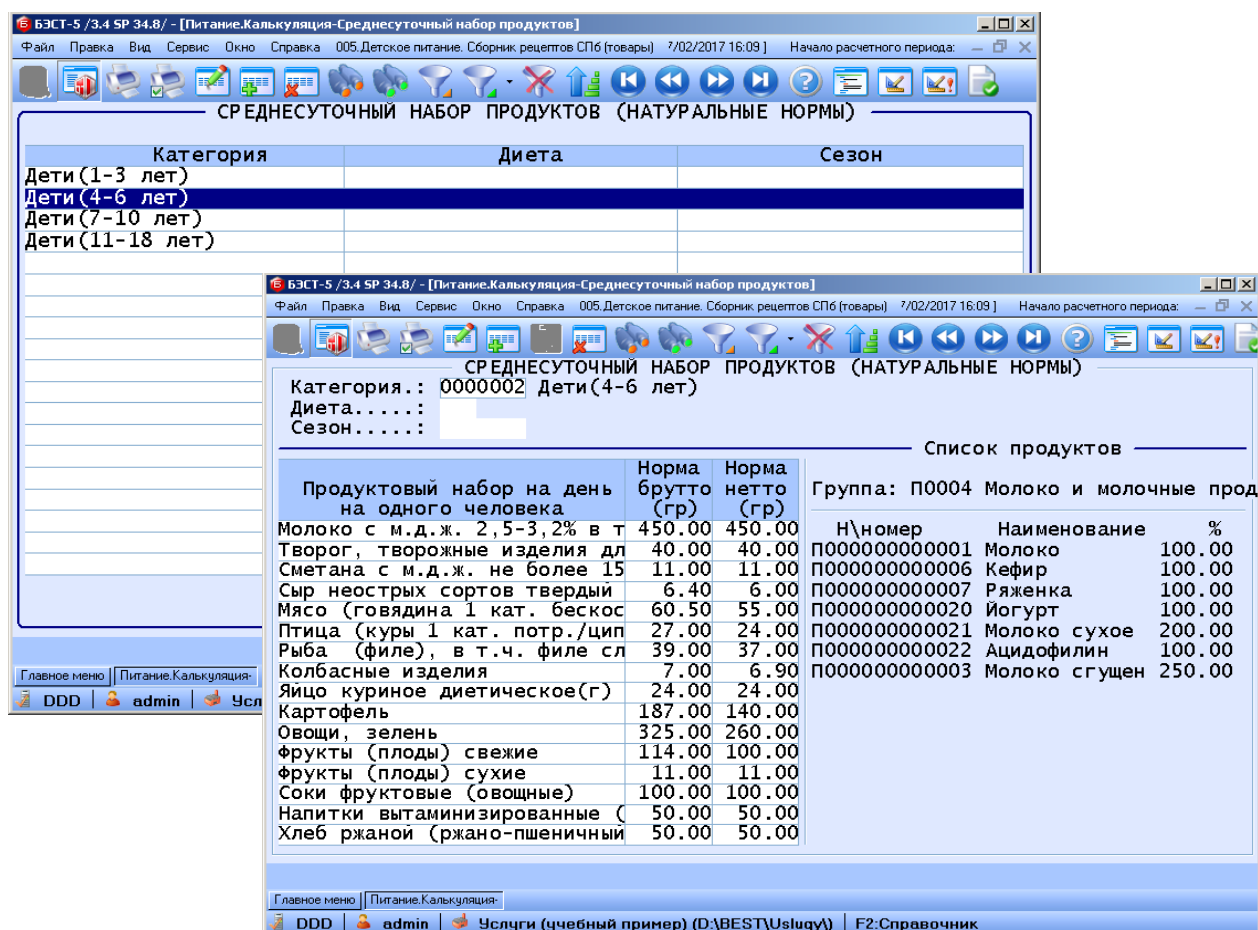 БЭСТ-5 /3.4 SP 34.8/ - [Питание.Калькуляция-Среднесуточный набор продуктов]
Файл Правка Вид Сервис Окно Справка 005.Детское питание. Сборник рецептов СПб (товары) 7/02/2017 16:09 ] Начало расчетного периода:
СРЕДНЕСУТОЧНЫЙ НАБОР ПРОДУКТОВ (НАТУРАЛЬНЫЕ НОРМЫ)
Категория Диета Сезон
Дети(1-3 лет)
Дети(4-6 лет)
Дети(7-10 лет)
Дети(11-18 лет)
Главное меню Питание.Калькуляция-
DDD admin Усл
БЭСТ-5 /3.4 SP 34.8/ - [Питание.Калькуляция-Среднесуточный набор продуктов]
Файл Правка Вид Сервис Окно Справка 005.Детское питание. Сборник рецептов СПб (товары) 7/02/2017 16:09 ] Начало расчетного периода:
СРЕДНЕСУТОЧНЫЙ НАБОР ПРОДУКТОВ (НАТУРАЛЬНЫЕ НОРМЫ)
Категория.: 0000002 Дети(4-6 лет)
Диета.....:
Сезон.....:
Список продуктов
Продуктовый набор на день на одного человека Норма брутто (гр) Норма нетто (гр)
Молоко с м.д.ж. 2,5-3,2% в т 450.00 450.00
Творог, творожные изделия дл 40.00 40.00
Сметана с м.д.ж. не более 15 11.00 11.00
Сыр неострых сортов твердый 6.40 6.00
Мясо (говядина 1 кат. бескос 60.50 55.00
Птица (куры 1 кат. потр./цип 27.00 24.00
Рыба (филе), в т.ч. филе сл 39.00 37.00
Колбасные изделия 7.00 6.90
Яйцо куриное диетическое(г) 24.00 24.00
Картофель 187.00 140.00
Овощи, зелень 325.00 260.00
Фрукты (плоды) свежие 114.00 100.00
Фрукты (плоды) сухие 11.00 11.00
Соки фруктовые (овощные) 100.00 100.00
Напитки вытаминизированные ( 50.00 50.00
Хлеб ржаной (ржано-пшеничный 50.00 50.00
Группа: П0004 Молоко и молочные прод
Н\номер Наименование %
П000000000001 Молоко 100.00
П000000000006 Кефир 100.00
П000000000007 Ряженка 100.00
П000000000020 Йогурт 100.00
П000000000021 Молоко сухое 200.00
П000000000022 Ацидофилин 100.00
П000000000003 Молоко сгущен 250.00
Главное меню Питание.Калькуляция-
DDD admin Услуги (учебный пример) (D:\BEST\Uslugy\) F2:Справочник